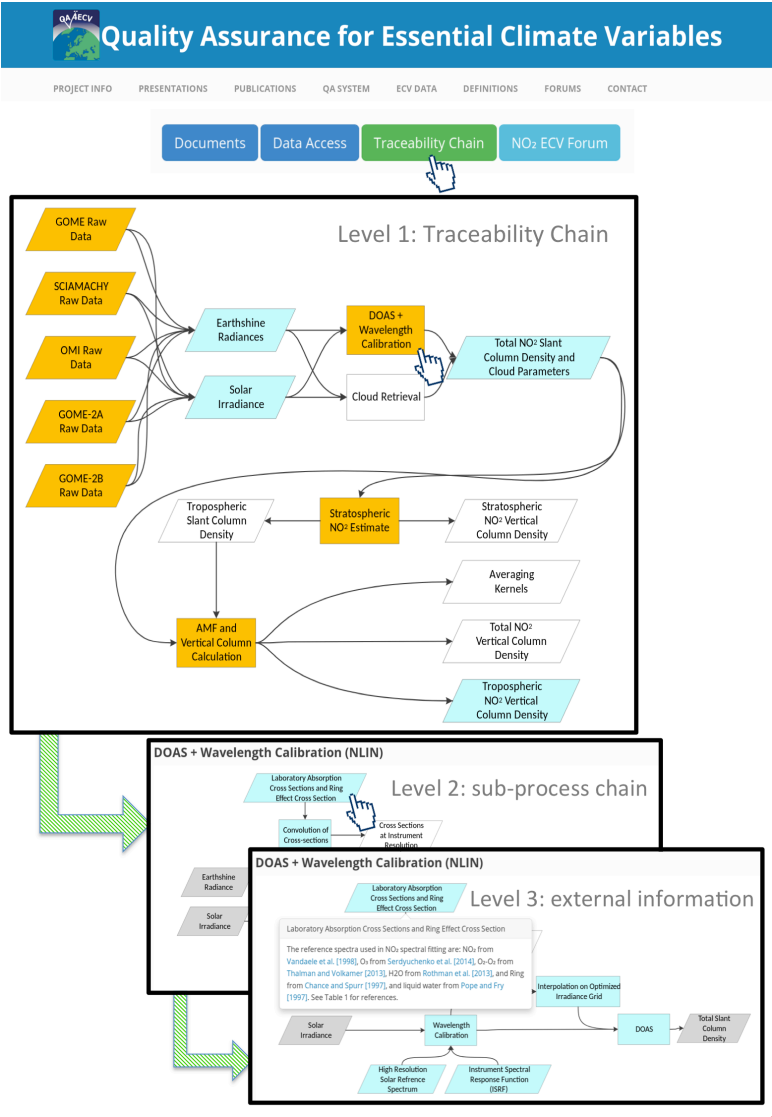 QA4ECV
Quality Assurance for Essential Climate Variables
PROJECT INFO
PRESENTATIONS
PUBLICATIONS
QA SYSTEM
ECV DATA
DEFINITIONS
FORUMS
CONTACT
Documents
Data Access
Traceability Chain
NO₂ ECV Forum
Level 1: Traceability Chain
GOME Raw
Data
SCIAMACHY
Raw Data
OMI Raw
Data
GOME-2A
Raw Data
GOME-2B
Raw Data
Earthshine
Radiances
Solar
Irradiance
DOAS +
Wavelength
Calibration
Cloud Retrieval
Total NO² Slant
Column Density and
Cloud Parameters
Tropospheric
Slant Column
Density
Stratospheric
NO² Estimate
Stratospheric
NO² Vertical
Column Density
Averaging
Kernels
AMF and
Vertical Column
Calculation
Total NO²
Vertical Column
Density
Tropospheric
NO² Vertical
Column Density
DOAS + Wavelength Calibration (NLIN)
Level 2: sub-process chain
Laboratory Absorption
Cross Sections and Ring
Effect Cross Section
Convolution of
Cross-sections
Cross Sections
at Instrument
Resolution
Earthshine
Radiance
Solar
Irradiance
DOAS + Wavelength Calibration (NLIN)
Level 3: external information
Laboratory Absorption
Cross Sections and Ring
Effect Cross Section
Laboratory Absorption Cross Sections and Ring Effect Cross Section
The reference spectra used in NO₂ spectral fitting are: NO₂ from
Vandaele et al. [1998], O₃ from Serdyuchenko et al. [2014], O₂-O₂ from
Thalman and Volkamer [2013], H2O from Rothman et al. [2013], and Ring
from Chance and Spurr [1997], and liquid water from Pope and Fry
[1997]. See Table 1 for references.
Interpolation on Optimized
Irradiance Grid
Solar
Irradiance
Wavelength
Calibration
DOAS
Total Slant
Column
Density
High Resolution
Solar Refrence
Spectrum
Instrument Spectral
Response Function
(ISRF)